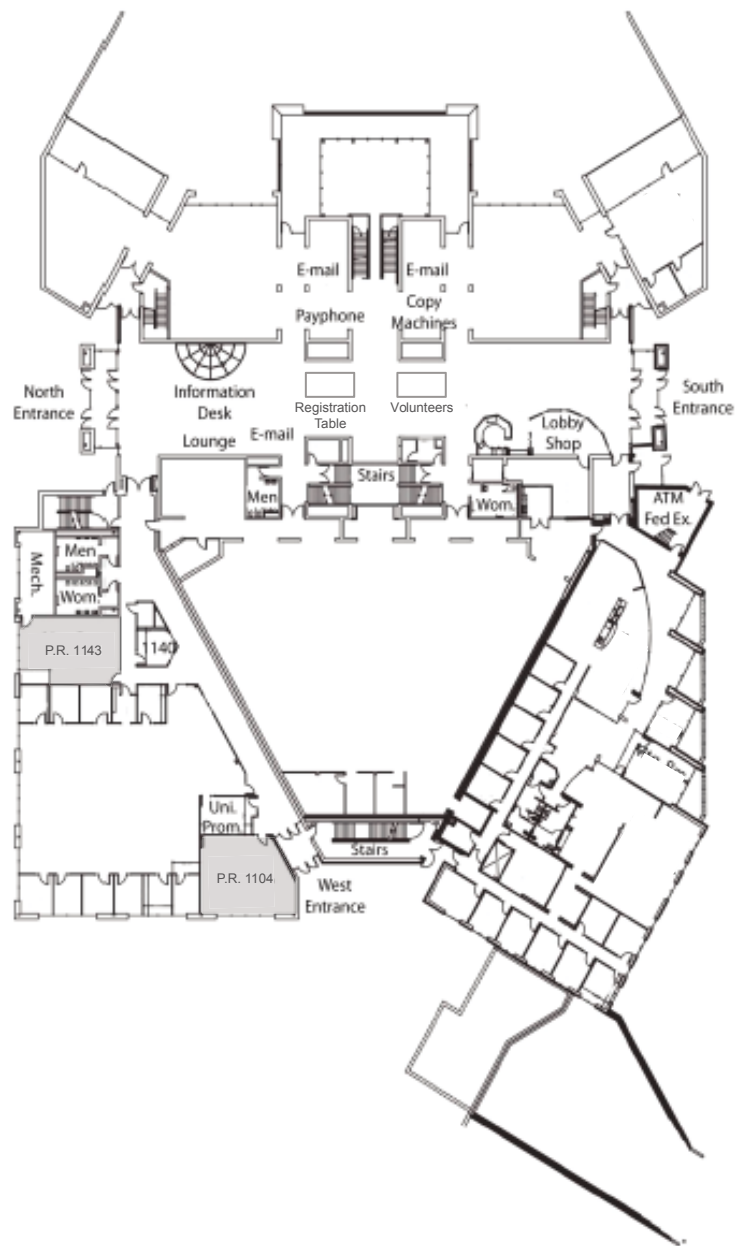 E-mail
E-mail
Payphone
Copy
Machines
North
Entrance
Information
Desk
Registration
Table
Volunteers
South
Entrance
Lounge
E-mail
Lobby
Shop
Stairs
Men
Wom.
ATM
Fed Ex.
Mech.
Men
Wom.
P.R. 1143
1140
Uni.
Prom.
Stairs
P.R. 1104
West
Entrance